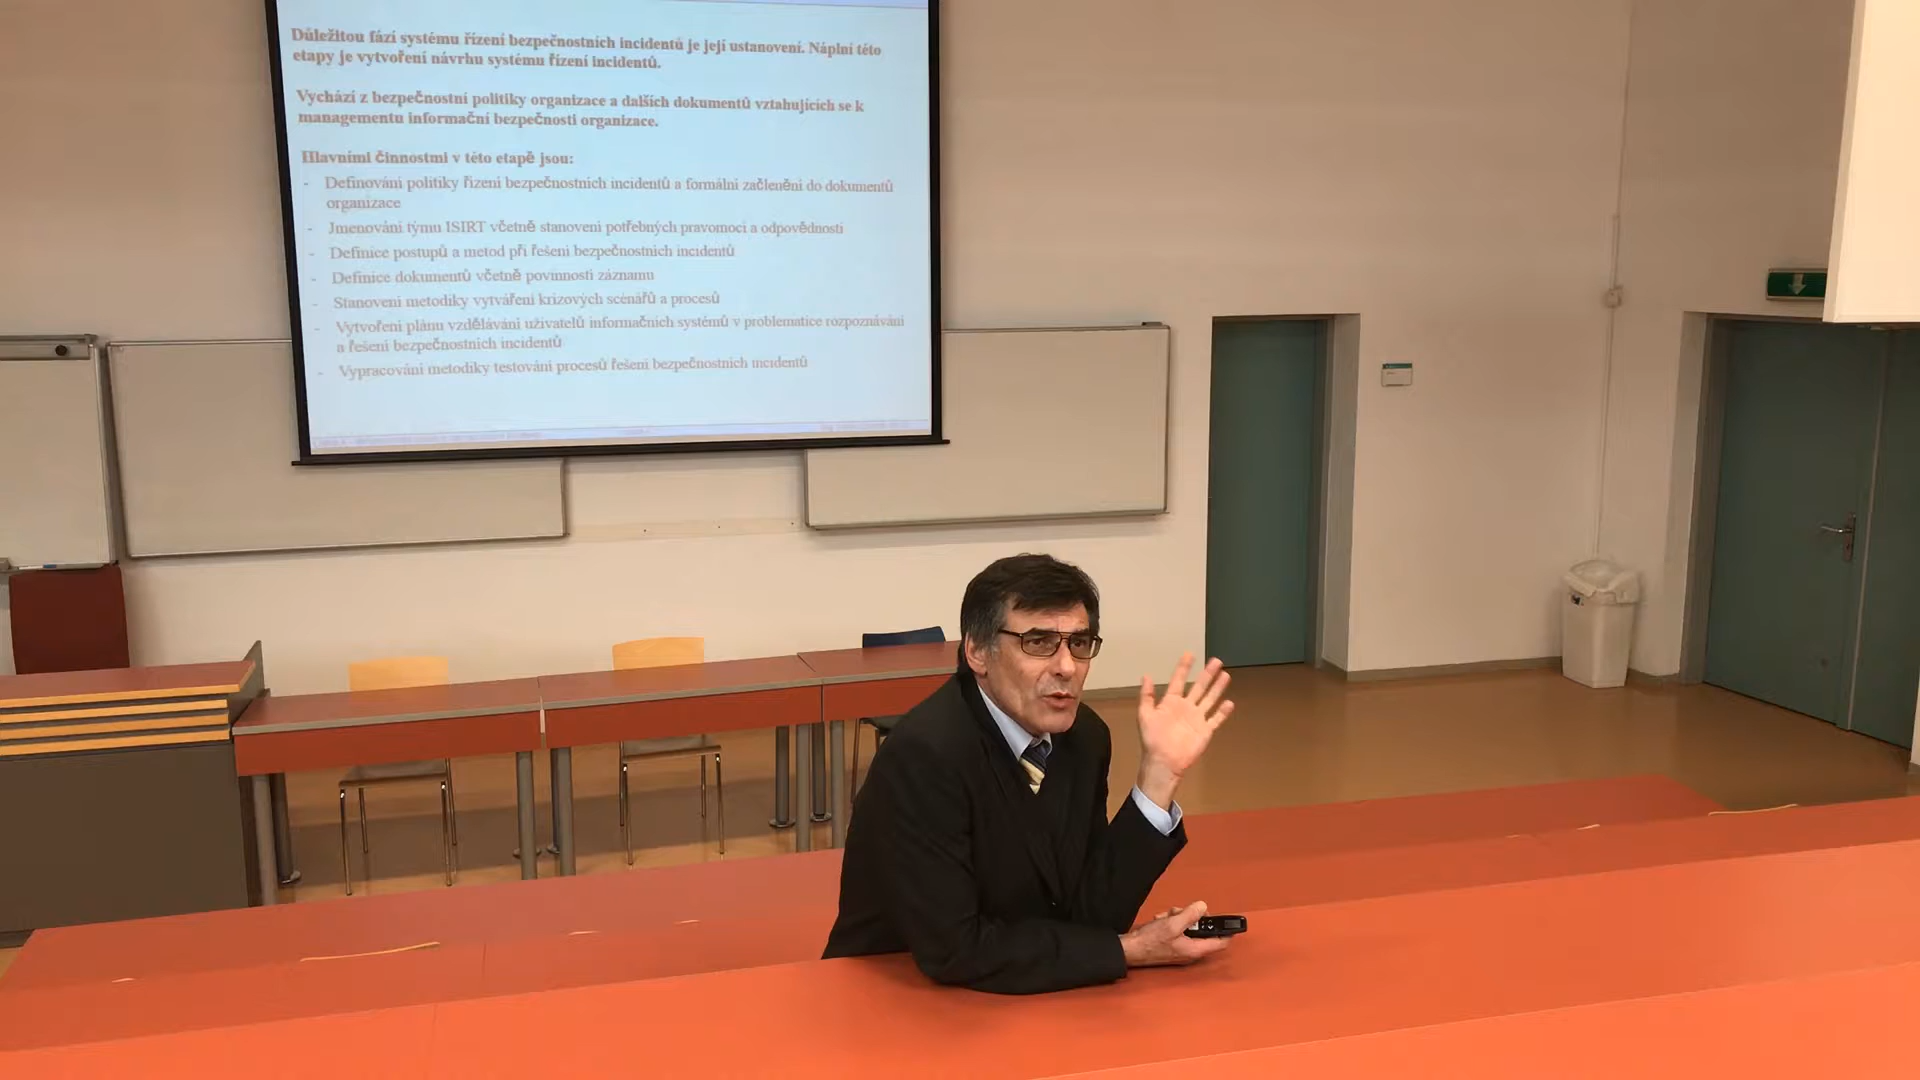 Důležitou fází systému řízení bezpečnostních incidentů je její ustanovení. Náplní této
etapy je vytvoření návrhu systému řízení incidentů.
Vychází z bezpečnostní politiky organizace a dalších dokumentů vztahujících se k
managementu informační bezpečnosti organizace.
Hlavními činnostmi v této etapě jsou:
- Definování politiky řízení bezpečnostních incidentů a formální začlenění do dokumentů
organizace
- Jmenování týmu ISIRT včetně stanovení potřebných pravomocí a odpovědností
- Definice postupů a metod při řešení bezpečnostních incidentů
- Definice dokumentů včetně povinností záznamu
- Stanovení metodiky vytváření krizových scénářů a procesů
- Vytvoření plánu vzdělávání uživatelů informačních systémů v problematice rozpoznávání
a řešení bezpečnostních incidentů
- Vypracování metodiky testování procesů řešení bezpečnostních incidentů